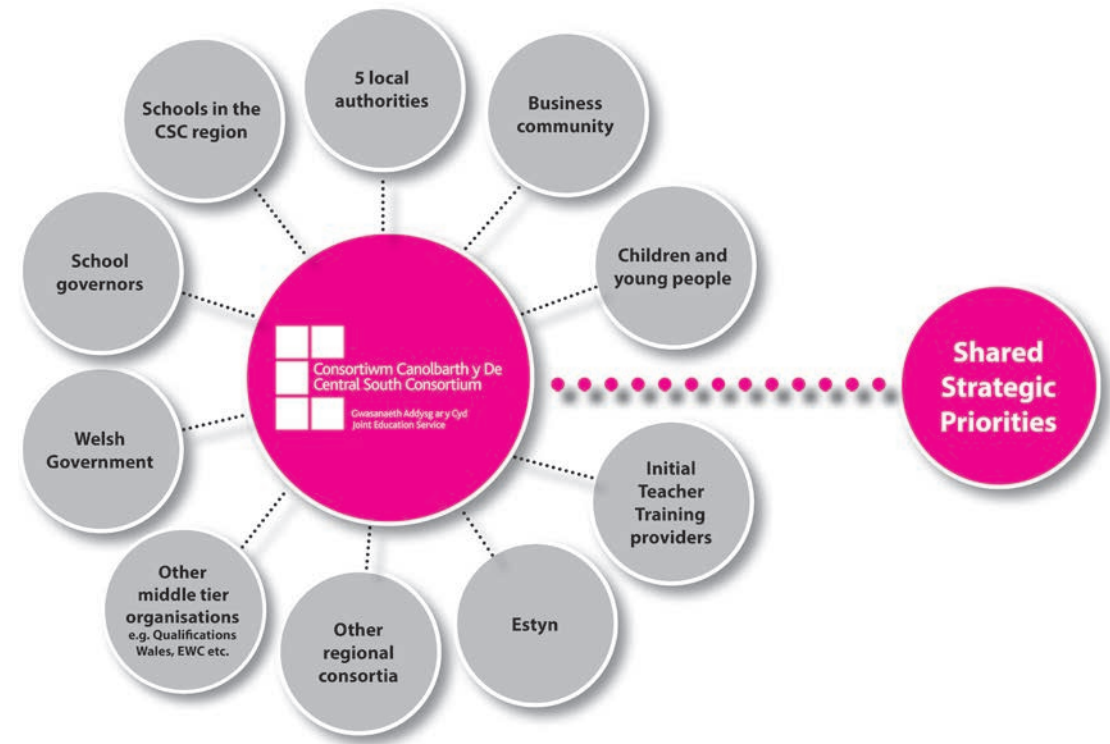 5 local
authorities
Business
community
Children and
young people
Initial
Teacher
Training
providers
Estyn
Other
regional
consortia
Other
middle tier
organisations
e.g. Qualifications
Wales, EWC etc.
Welsh
Government
School
governors
Schools in the
CSC region
Consortiwm Canolbarth y De
Central South Consortium
Gwasanaeth Addysg ar y Cyd
Joint Education Service
Shared
Strategic
Priorities